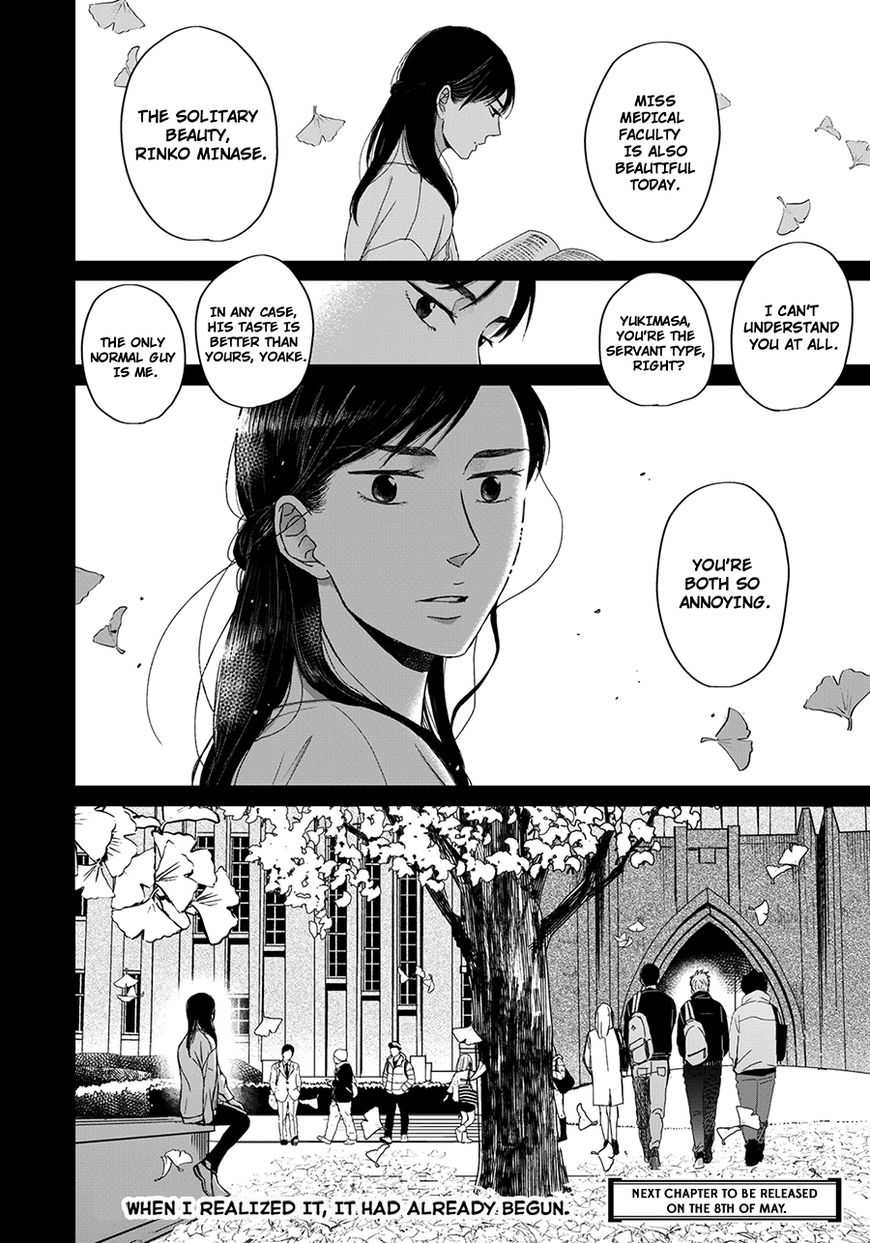 MISS
MEDICAL
FACULTY
IS ALSO
BEAUTIFUL
TODAY.
THE SOLITARY
BEAUTY,
RINKO MINASE.
I CAN'T
UNDERSTAND
YOU AT ALL.
YUKIMASA,
YOU'RE THE
SERVANT TYPE,
RIGHT?
IN ANY CASE,
HIS TASTE IS
BETTER THAN
YOURS, YOAKE.
THE ONLY
NORMAL GUY
IS ME.
YOU'RE
BOTH SO
ANNOYING.
WHEN I REALIZED IT, IT HAD ALREADY BEGUN.
NEXT CHAPTER TO BE RELEASED
ON THE 8TH OF MAY.